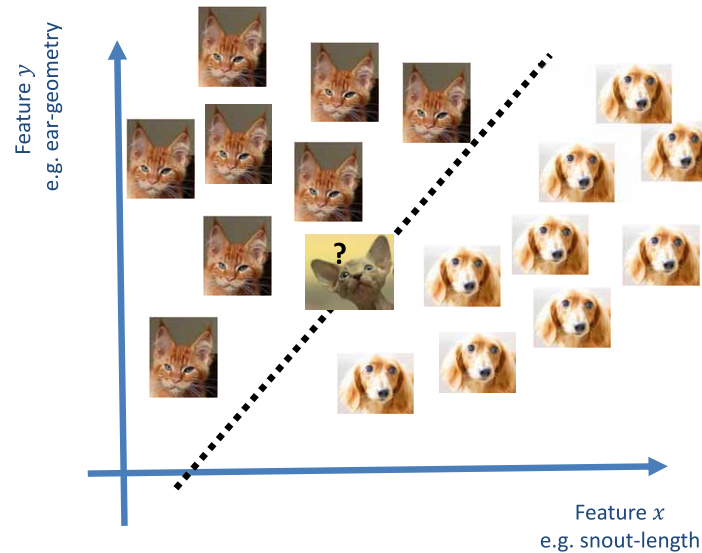 Feature y
e.g. ear-geometry
?
Feature x
e.g. snout-length